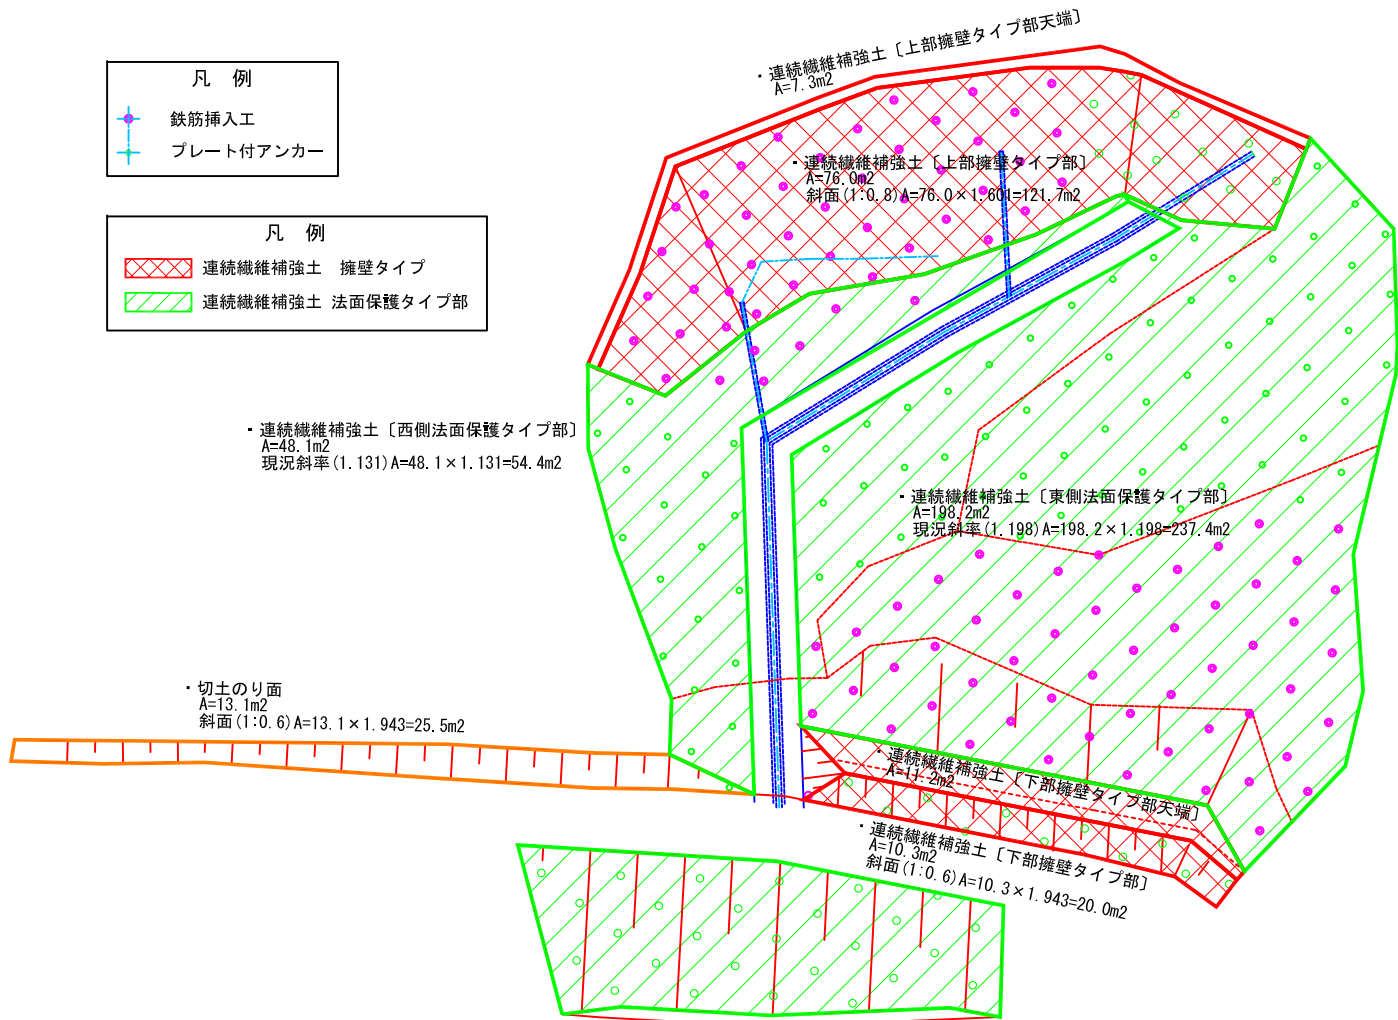 ・連続繊維補強土〔上部擁壁タイプ部天端〕
A=7.3m2
凡 例
鉄筋挿入工
プレート付アンカー
・連続繊維補強土〔上部擁壁タイプ部〕
A=76.0m2
斜面(1:0.8)A=76.0×1.601=121.7m2
凡 例
連続繊維補強土 擁壁タイプ
連続繊維補強土 法面保護タイプ部
・連続繊維補強土〔西側法面保護タイプ部〕
A=48.1m2
現況斜率(1.131)A=48.1×1.131=54.4m2
・連続繊維補強土〔東側法面保護タイプ部〕
A=198.2m2
現況斜率(1.198)A=198.2×1.198=237.4m2
・切土のり面
A=13.1m2
斜面(1:0.6)A=13.1×1.943=25.5m2
・連続繊維補強土〔下部擁壁タイプ部天端〕
A=11.2m2
・連続繊維補強土〔下部擁壁タイプ部〕
A=10.3m2
斜面(1:0.6)A=10.3×1.943=20.0m2